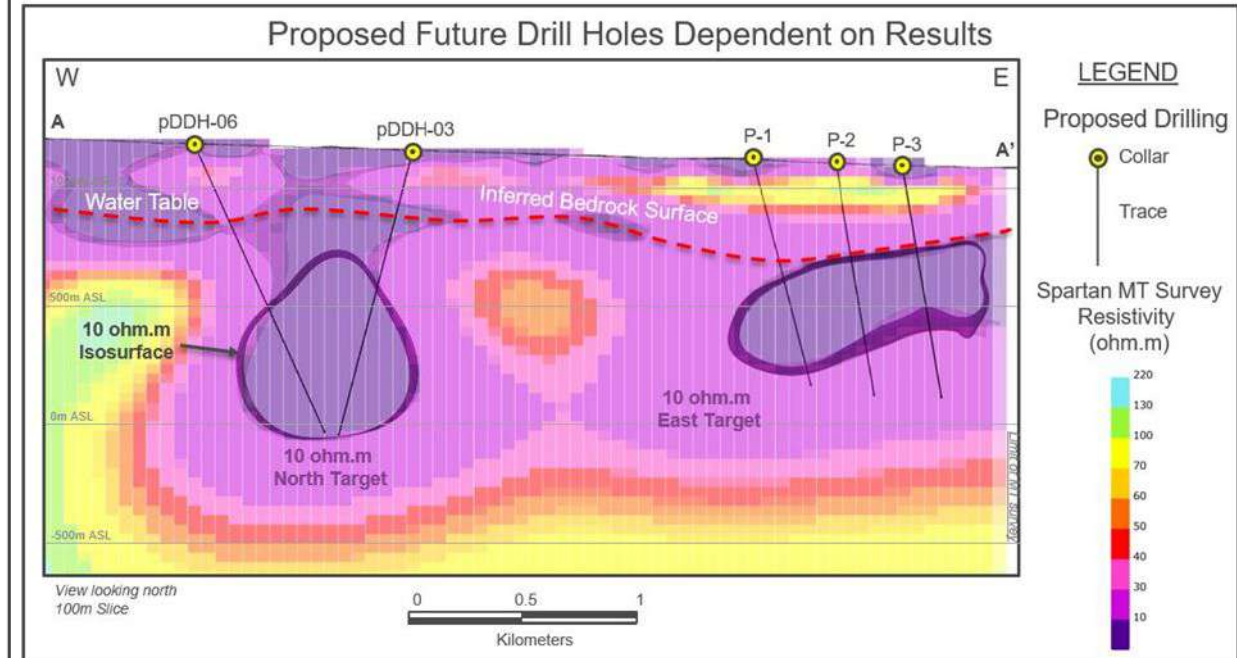 Proposed Future Drill Holes Dependent on Results
W
E
A
A'
pDDH-06
pDDH-03
P-1
P-2
P-3
Water Table
Inferred Bedrock Surface
500m ASL
10 ohm.m
Isosurface
0m ASL
10 ohm.m
North Target
10 ohm.m
East Target
-500m ASL
Limit of MT survey
View looking north
100m Slice
0 0.5 1
Kilometers
LEGEND
Proposed Drilling
Collar
Trace
Spartan MT Survey
Resistivity
(ohm.m)
220
130
100
70
60
50
40
30
10